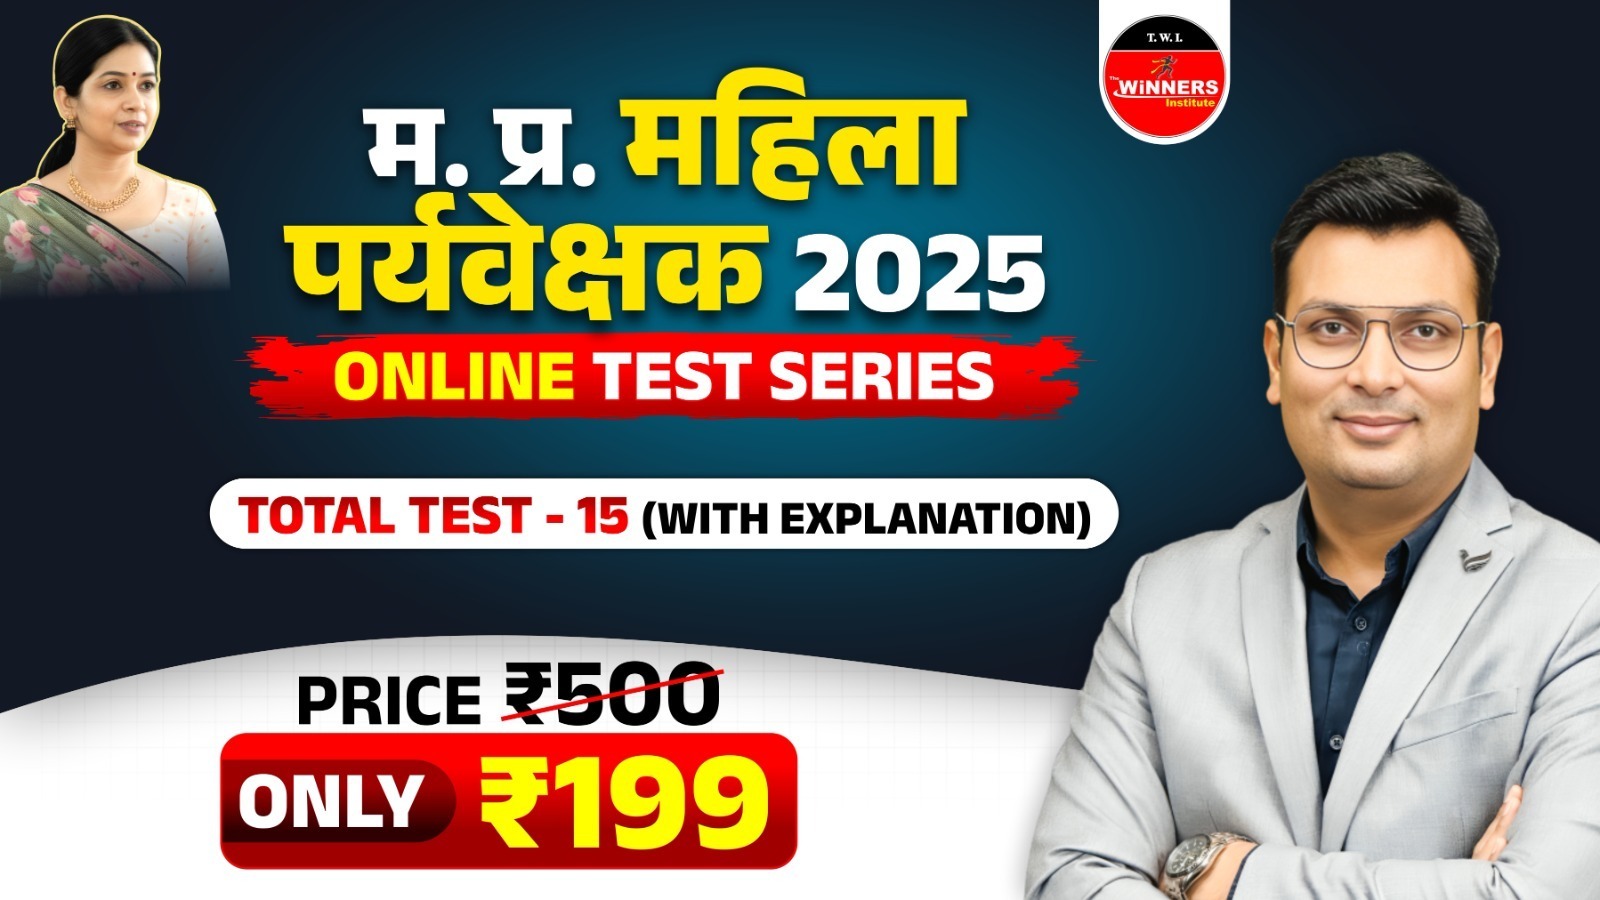 T. W. I.
The
WiNNERS
Institute
म. प्र. महिला
पर्यवेक्षक 2025
ONLINE TEST SERIES
TOTAL TEST - 15 (WITH EXPLANATION)
PRICE ₹500
ONLY ₹199